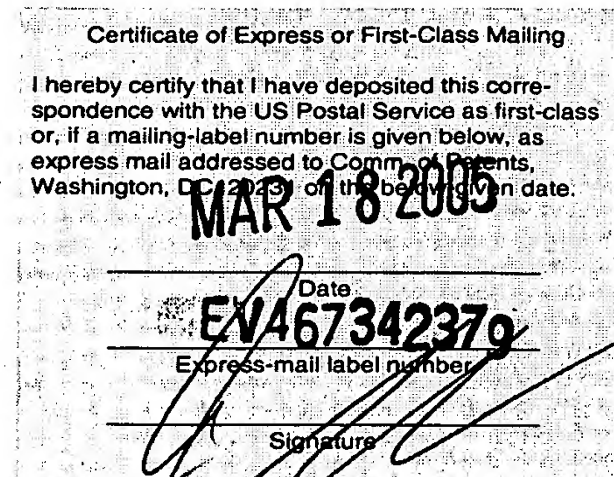 Certificate of Express or First-Class Mailing
I hereby certify that I have deposited this corre-
spondence with the US Postal Service as first-class
or, if a mailing-label number is given below, as
express mail addressed to Comm. of Patents,
Washington, DC, 20231 on the below given date.
MAR 18 2005
Date
EV467342379
Express-mail label number
Signature